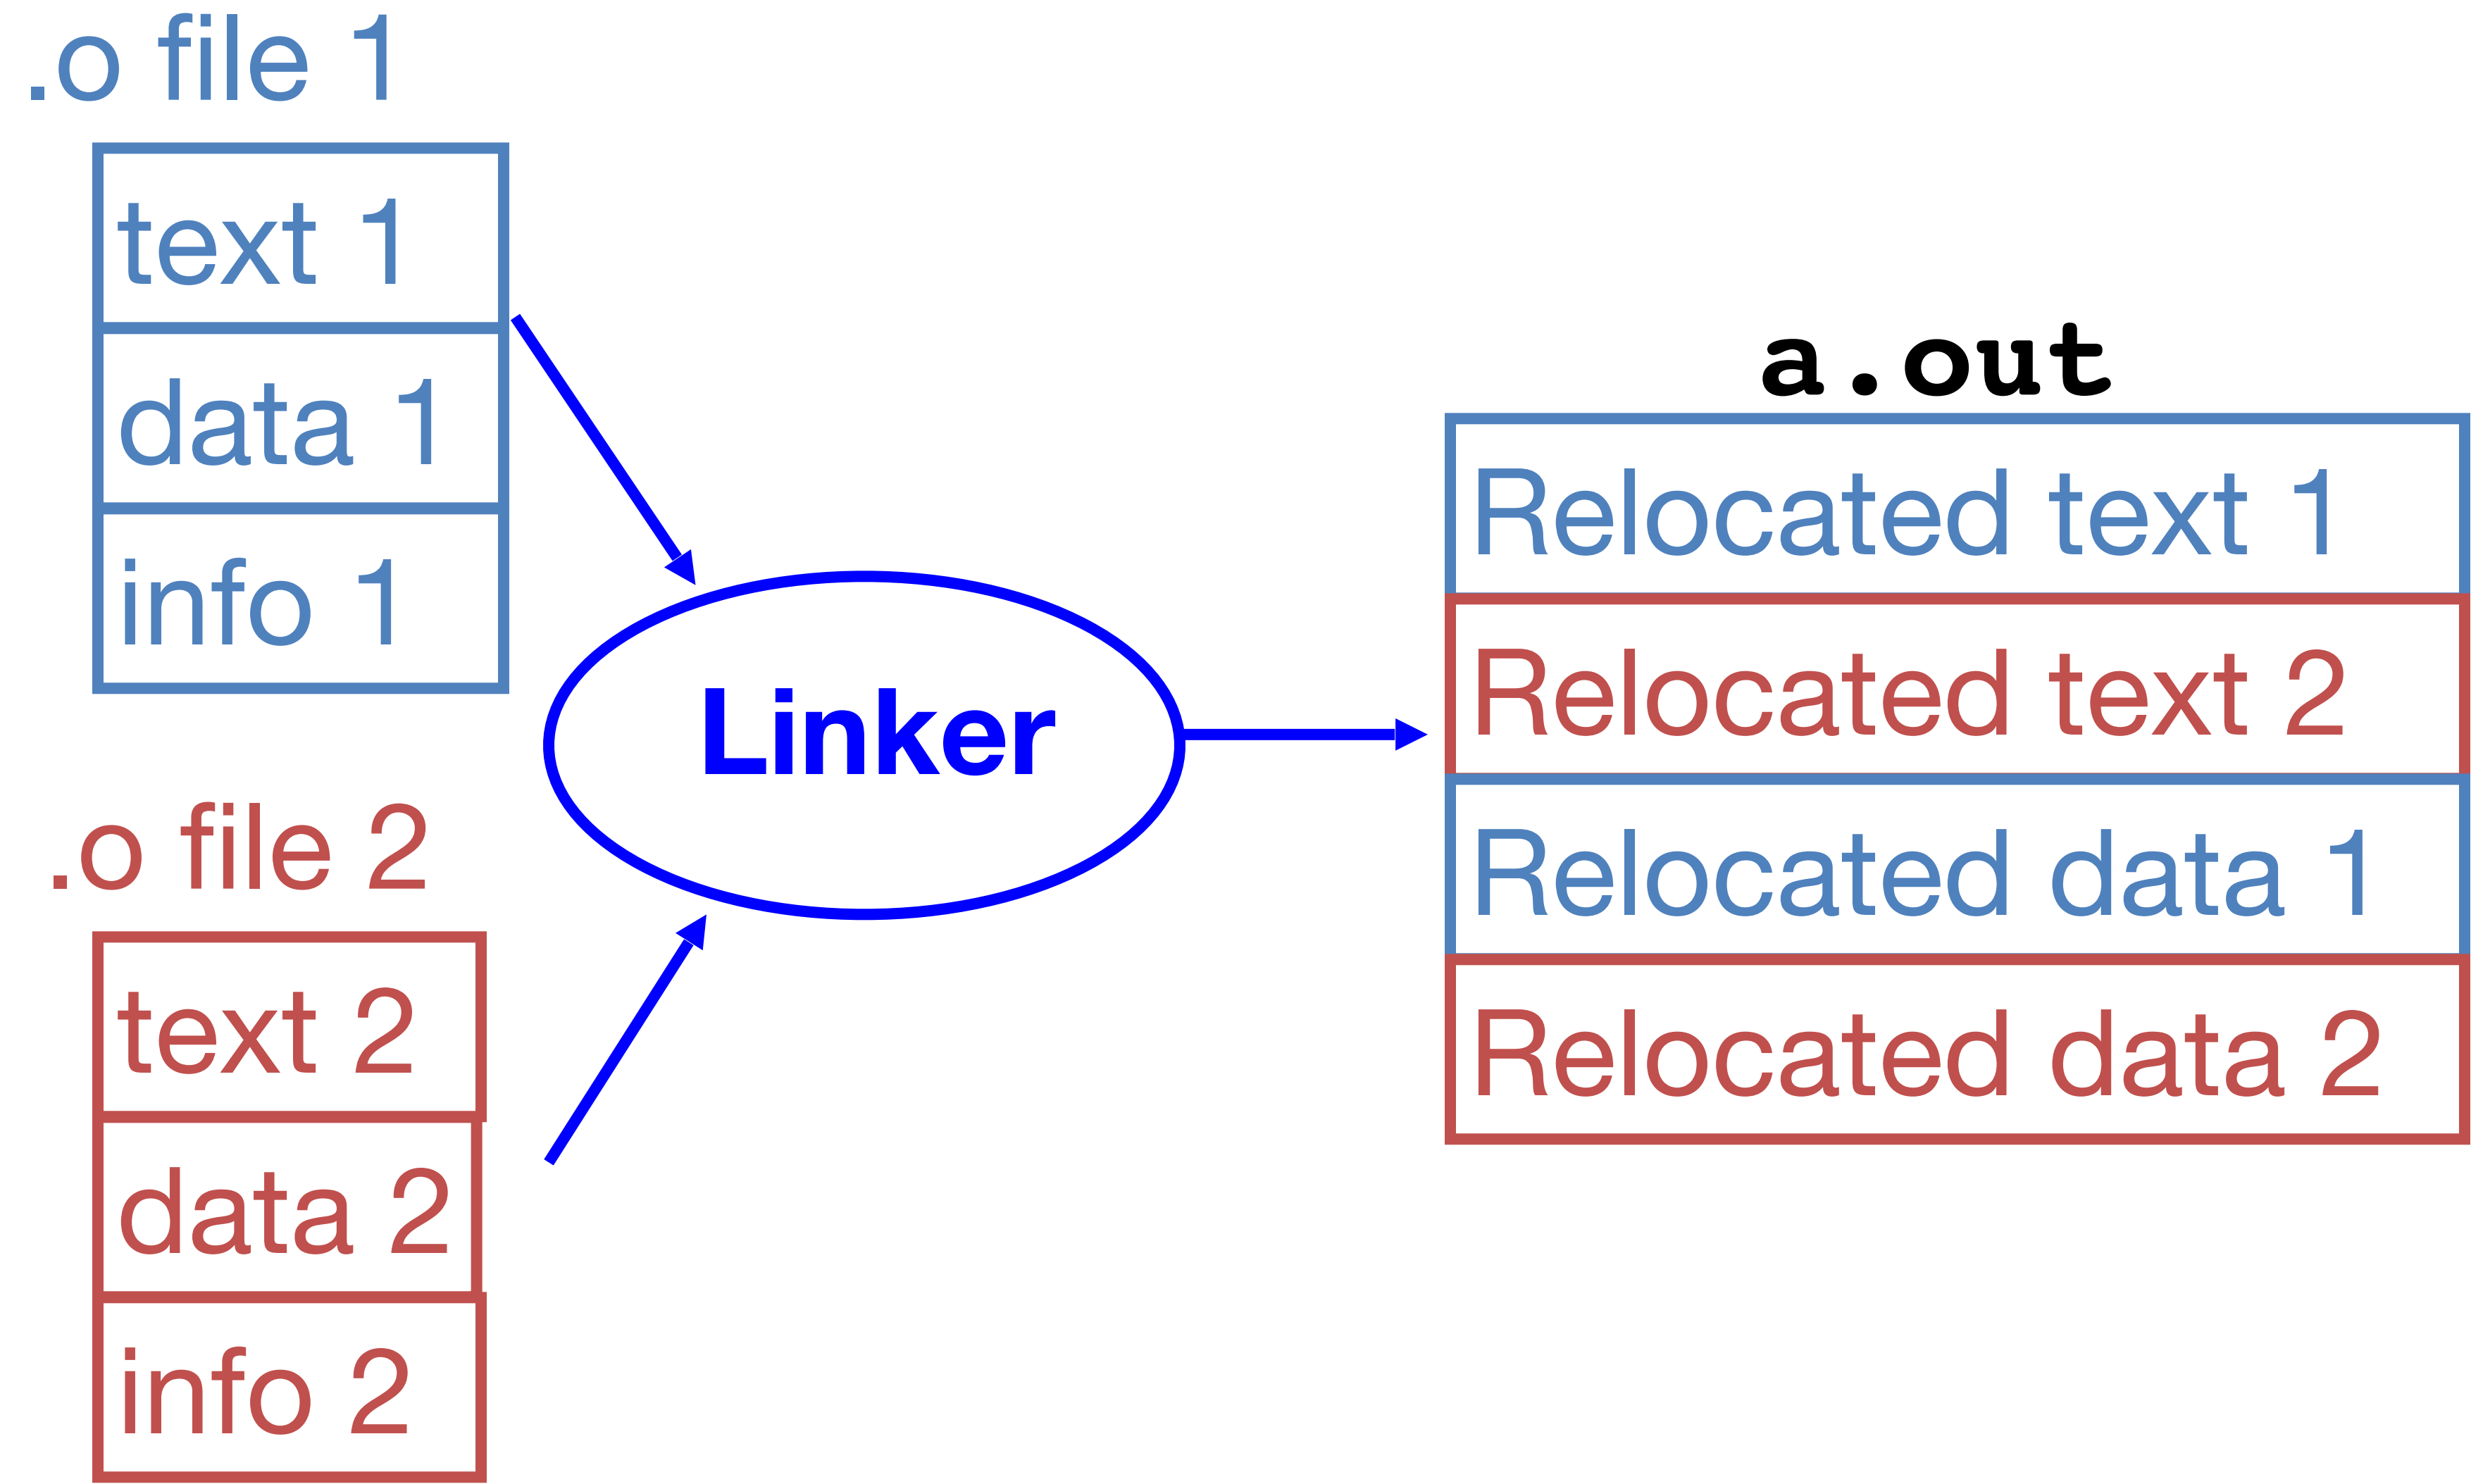 .o file 1
text 1
data 1
info 1
.o file 2
text 2
data 2
info 2
Linker
a.out
Relocated text 1
Relocated text 2
Relocated data 1
Relocated data 2